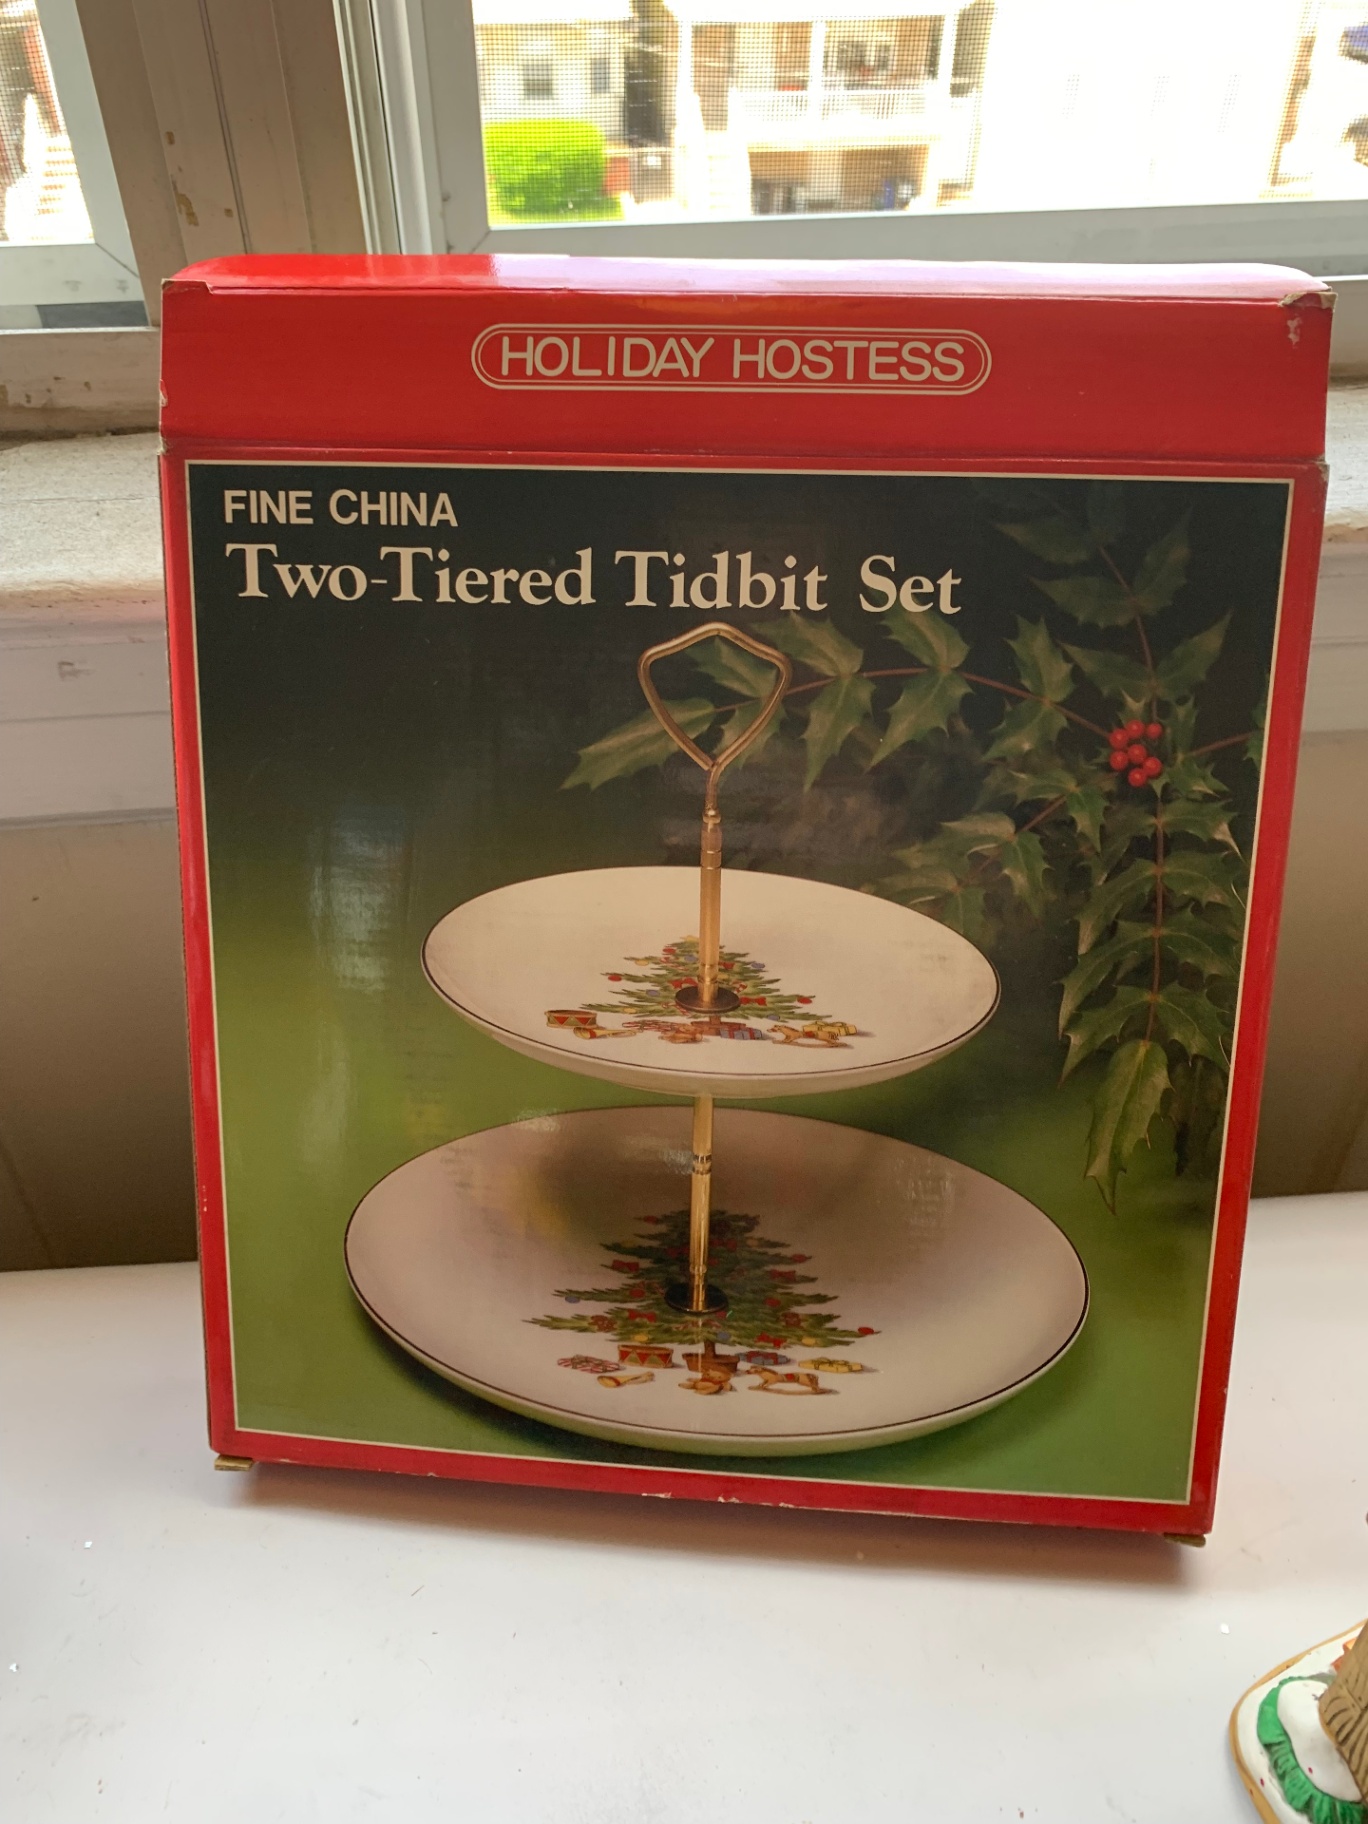 HOLIDAY HOSTESS
FINE CHINA
Two-Tiered Tidbit Set